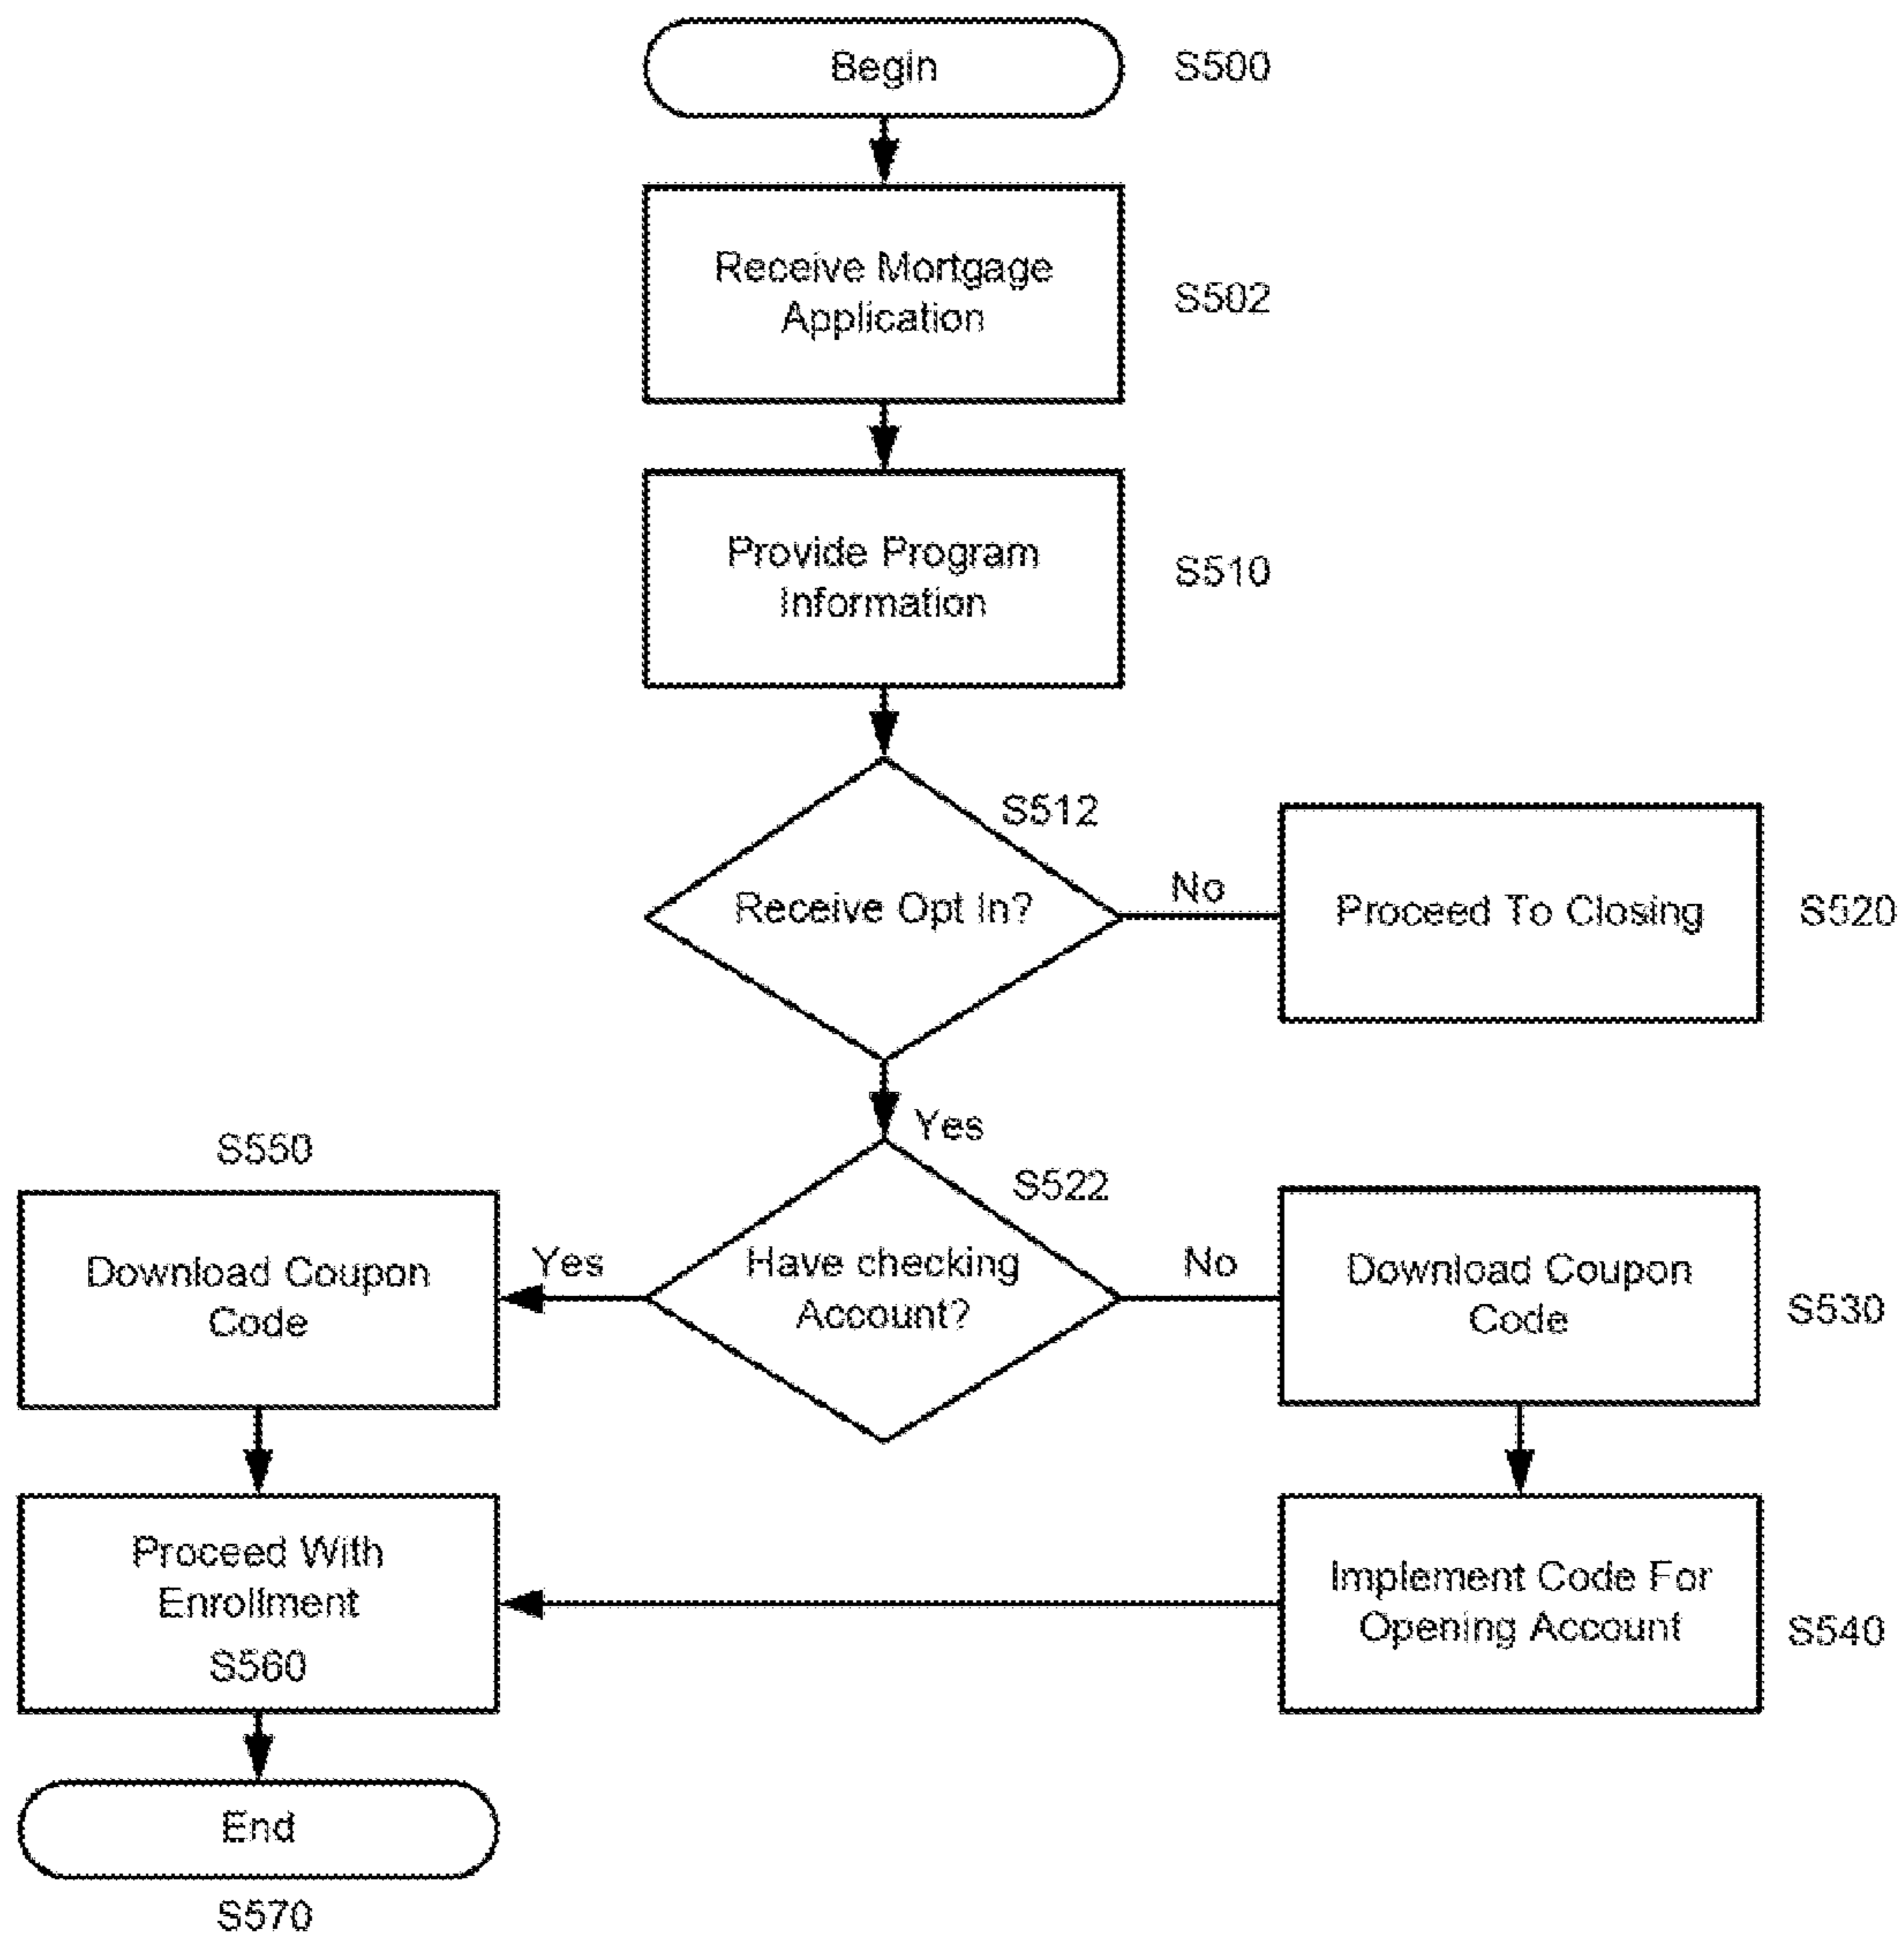 Begin
S500
Receive Mortgage
Application
S502
Provide Program
Information
S510
S512
Receive Opt In?
No
Proceed To Closing
S520
Yes
S550
S522
Download Coupon
Code
Yes
Have checking
Account?
No
Download Coupon
Code
S530
Proceed With
Enrollment
S560
Implement Code For
Opening Account
S540
End
S570